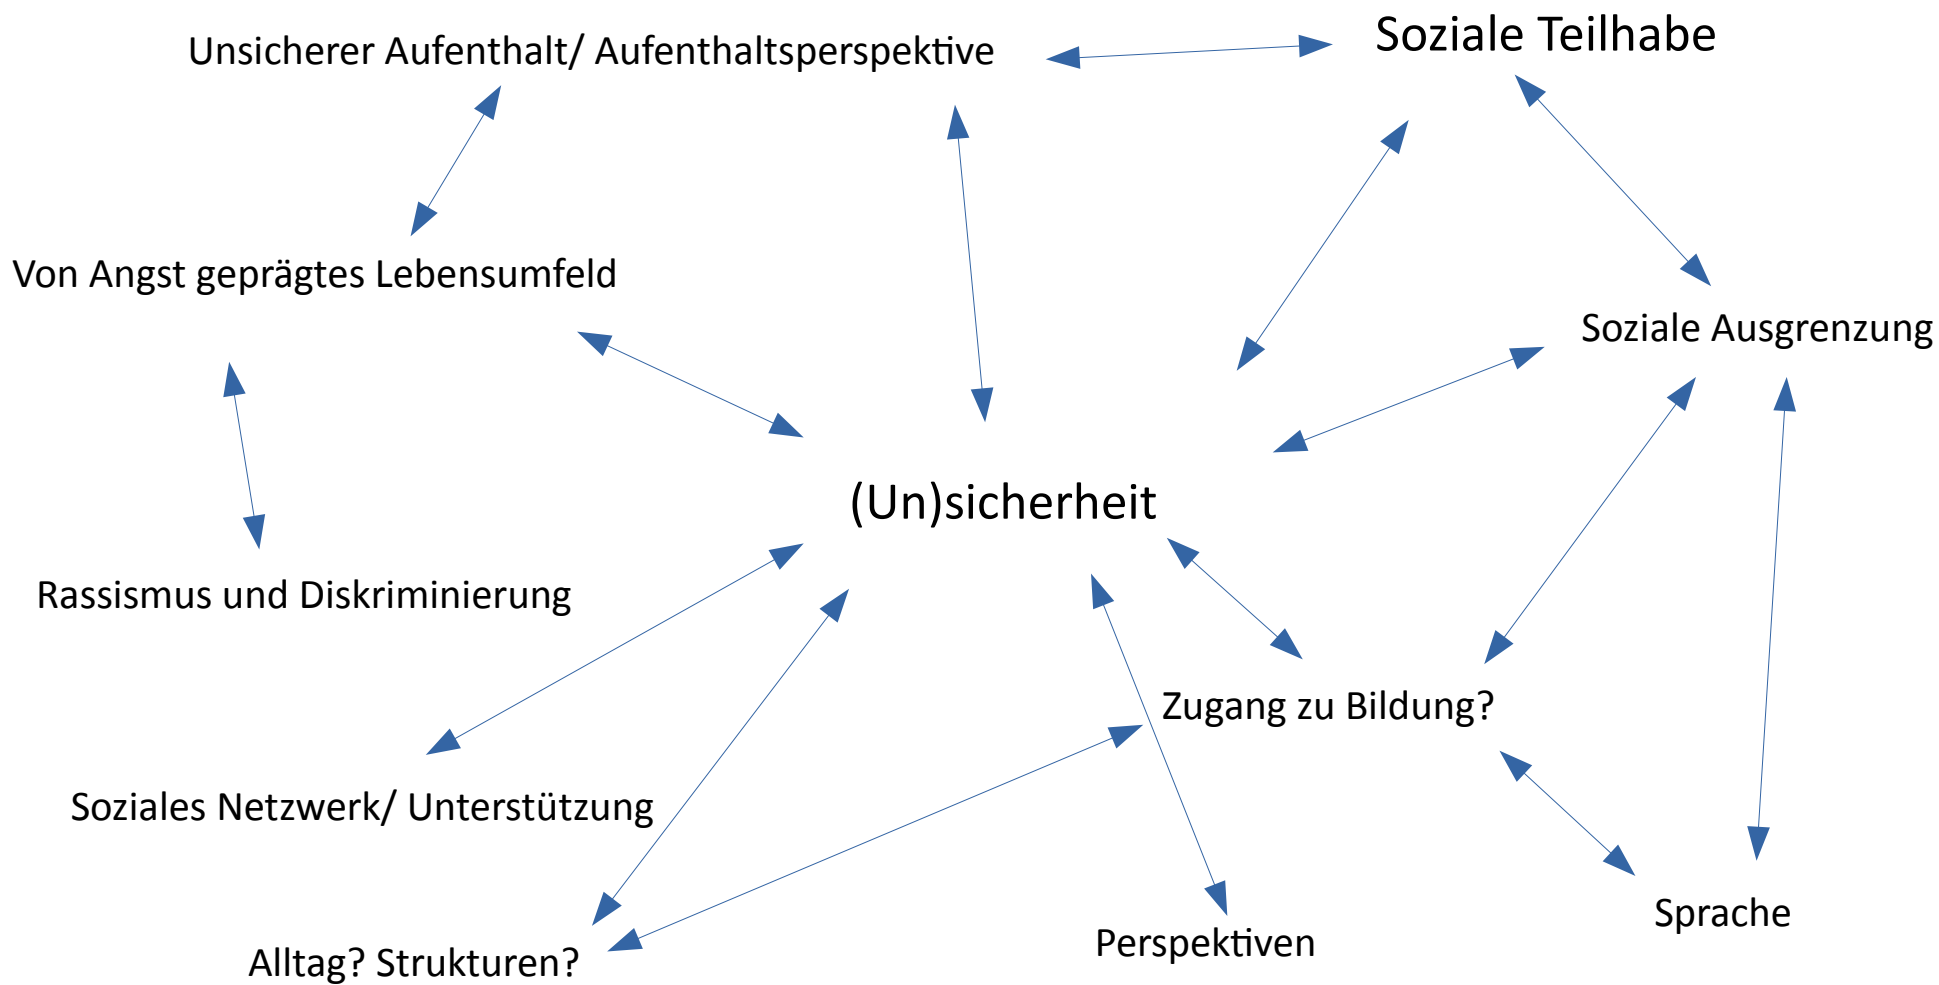 Unsicherer Aufenthalt/ Aufenthaltsperspektive
Soziale Teilhabe
Von Angst geprägtes Lebensumfeld
Soziale Ausgrenzung
(Un)sicherheit
Rassismus und Diskriminierung
Zugang zu Bildung?
Soziales Netzwerk/ Unterstützung
Sprache
Perspektiven
Alltag? Strukturen?